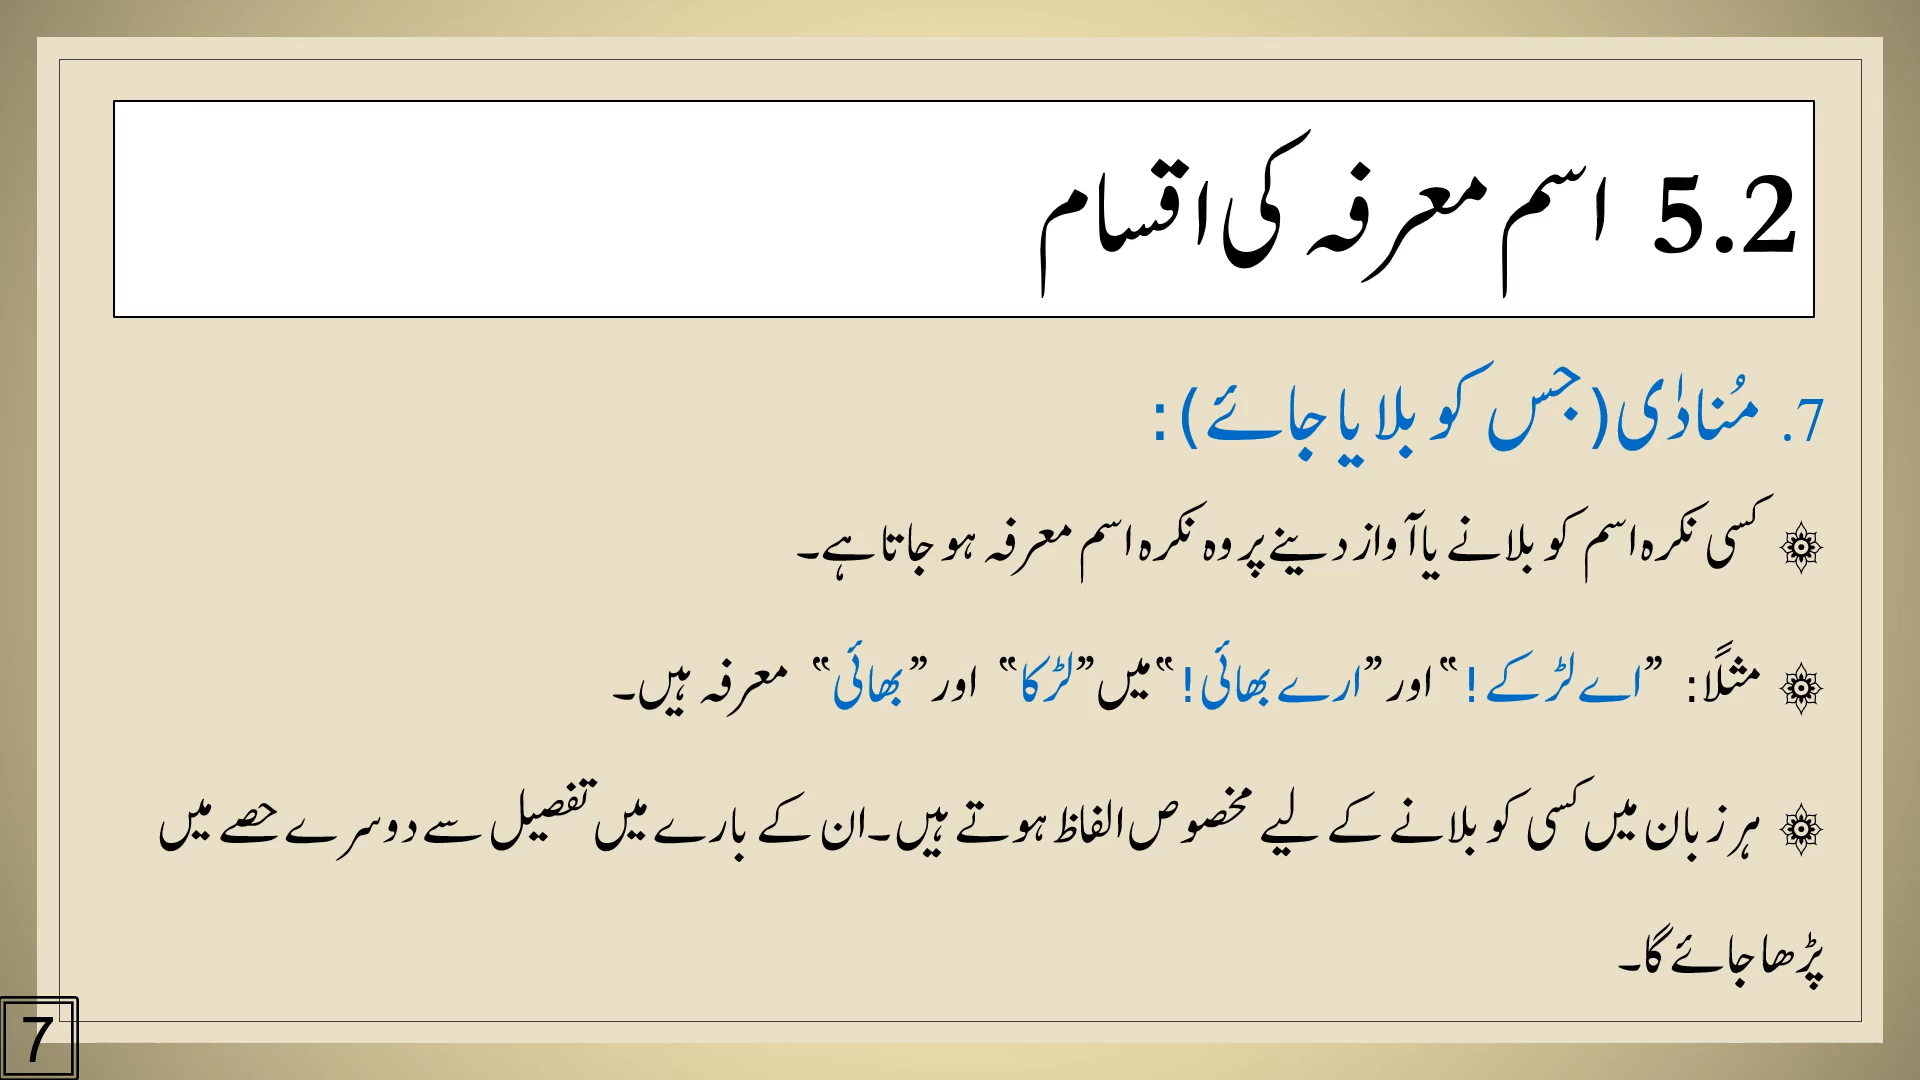 5.2 اسم معرفہ کی اقسام
7. مُنادٰی (جس کو بلایا جائے):
کسی نکرہ اسم کو بلانے یا آواز دینے پر وہ نکرہ اسم معرفہ ہو جاتا ہے۔
مثلًا: ”اے لڑکے!“ اور ”ارے بھائی!“ میں ”لڑکا“ اور ”بھائی“ معرفہ ہیں۔
ہر زبان میں کسی کو بلانے کے لیے مخصوص الفاظ ہوتے ہیں۔ ان کے بارے میں تفصیل سے دوسرے حصے میں
پڑھا جائے گا۔
7